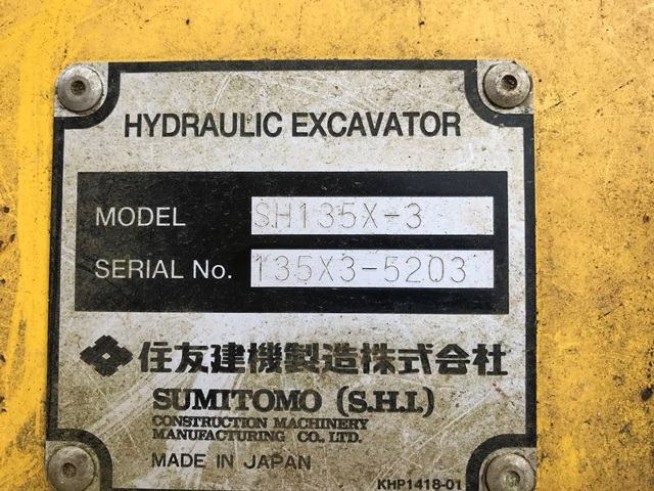 HYDRAULIC EXCAVATOR
MODEL SH135X-3
SERIAL No. 135X3-5203
住友建機製造株式会社
SUMITOMO (S.H.I.)
CONSTRUCTION MACHINERY
MANUFACTURING CO., LTD.
MADE IN JAPAN
KHP1418-01